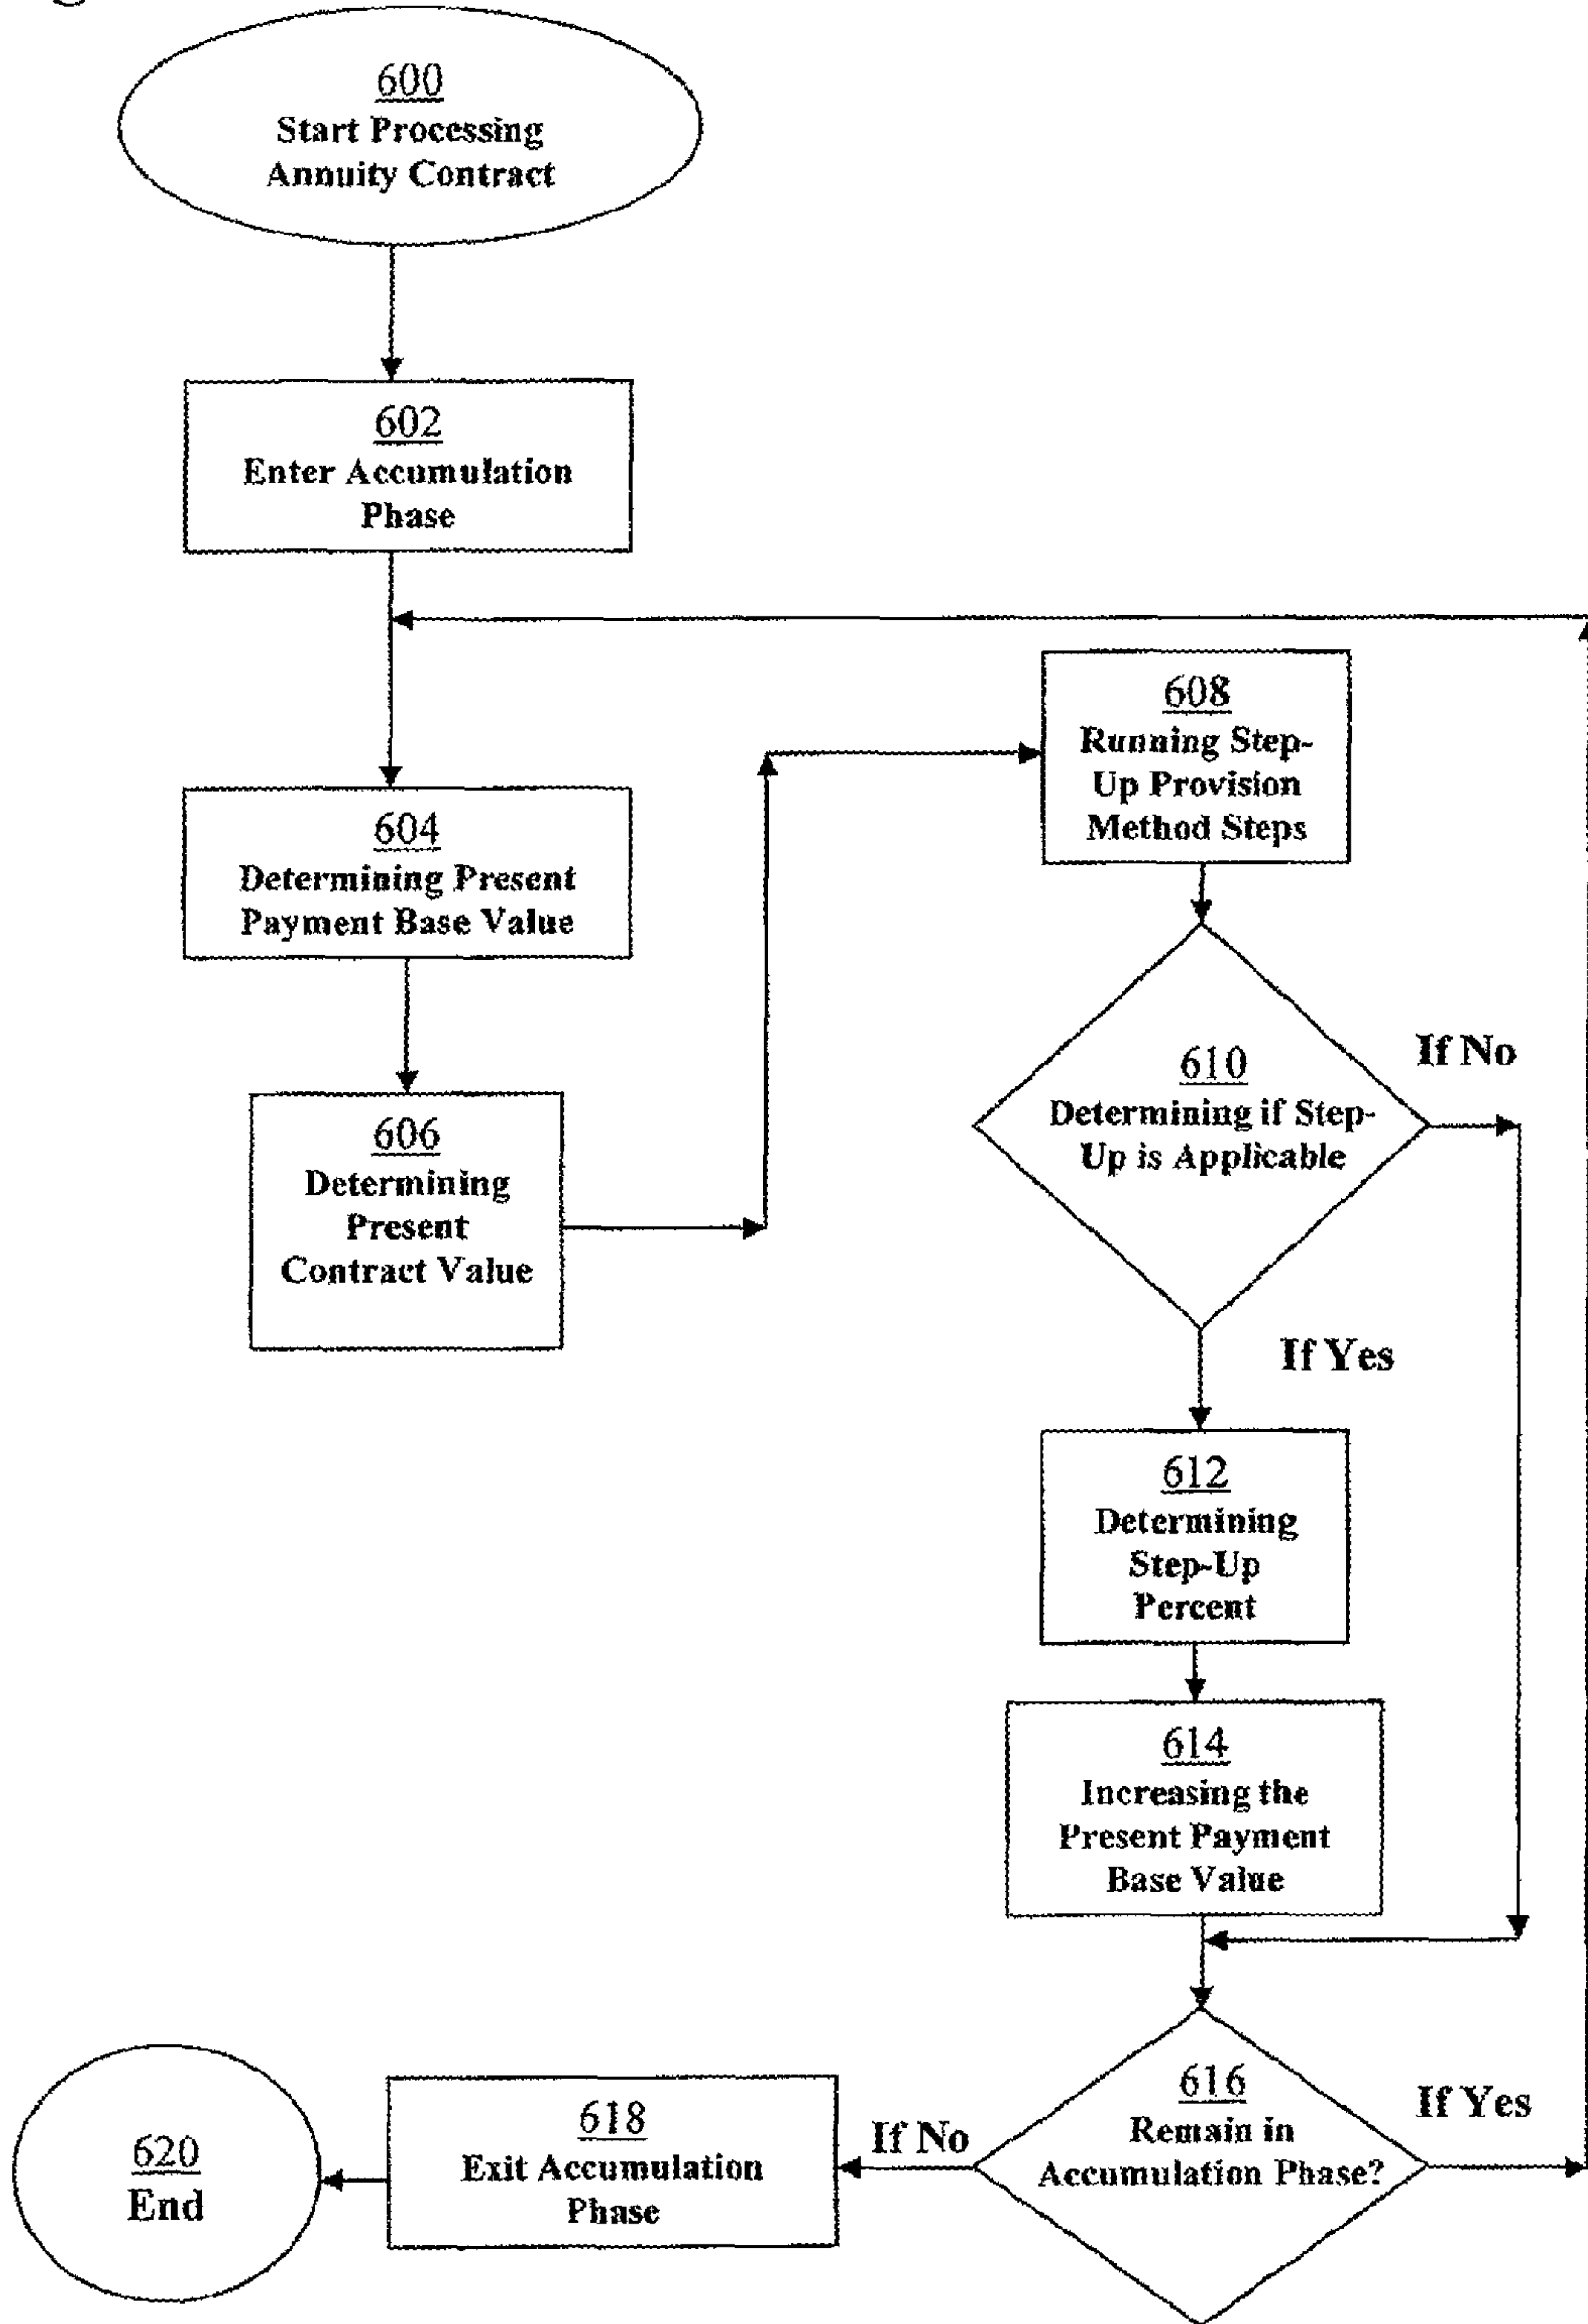 600
Start Processing
Annuity Contract
602
Enter Accumulation
Phase
604
Determining Present
Payment Base Value
606
Determining
Present
Contract Value
608
Running Step-
Up Provision
Method Steps
610
Determining if Step-
Up is Applicable
If No
If Yes
612
Determining
Step-Up
Percent
614
Increasing the
Present Payment
Base Value
616
Remain in
Accumulation Phase?
If Yes
If No
618
Exit Accumulation
Phase
620
End